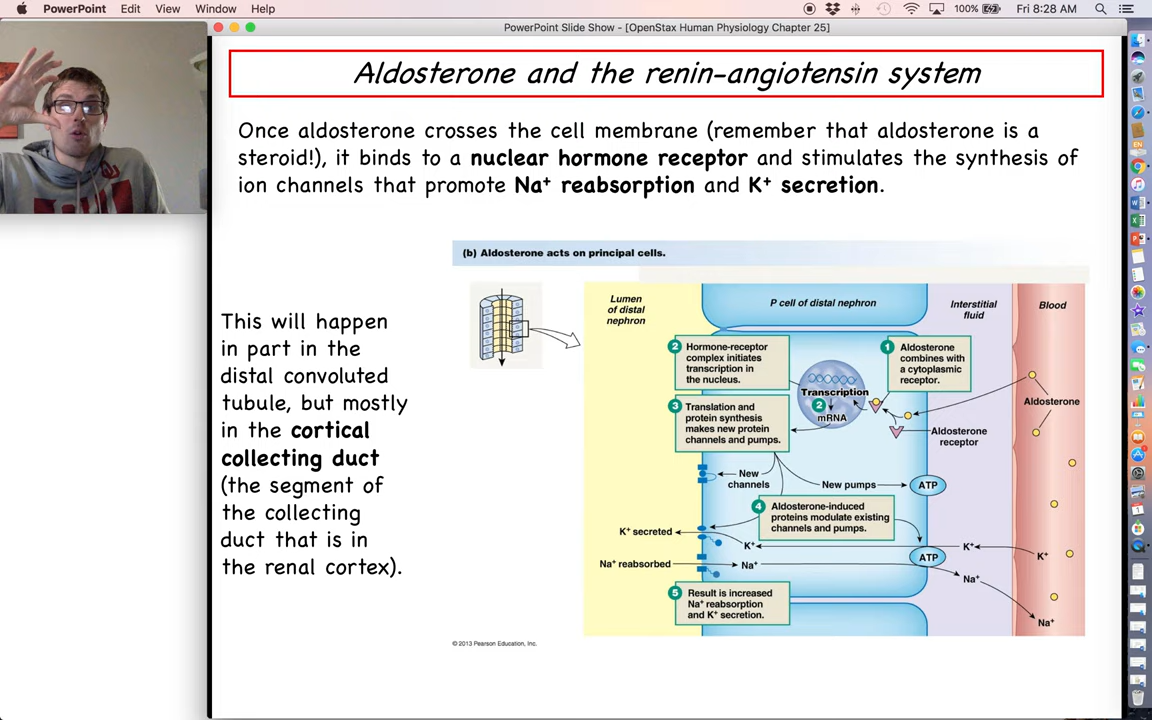 PowerPoint Edit View Window Help
100% Fri 8:28 AM
PowerPoint Slide Show - [OpenStax Human Physiology Chapter 25]
Aldosterone and the renin-angiotensin system
Once aldosterone crosses the cell membrane (remember that aldosterone is a
steroid!), it binds to a nuclear hormone receptor and stimulates the synthesis of
ion channels that promote Na⁺ reabsorption and K⁺ secretion.
This will happen
in part in the
distal convoluted
tubule, but mostly
in the cortical
collecting duct
(the segment of
the collecting
duct that is in
the renal cortex).
(b) Aldosterone acts on principal cells.
Lumen
of distal
nephron
P cell of distal nephron
Interstitial
fluid
Blood
1 Aldosterone
combines with
a cytoplasmic
receptor.
2 Hormone-receptor
complex initiates
transcription in
the nucleus.
Transcription
2
mRNA
Aldosterone
Aldosterone
receptor
3 Translation and
protein synthesis
makes new protein
channels and pumps.
New
channels
New pumps
ATP
4 Aldosterone-induced
proteins modulate existing
channels and pumps.
K⁺ secreted
K⁺
ATP
K⁺
K⁺
Na⁺ reabsorbed
Na⁺
Na⁺
Na⁺
5 Result is increased
Na⁺ reabsorption
and K⁺ secretion.
© 2013 Pearson Education, Inc.